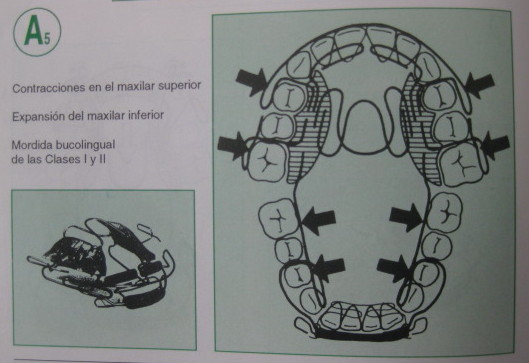 A5
Contracciones en el maxilar superior
Expansión del maxilar inferior
Mordida bucolingual
de las Clases I y II